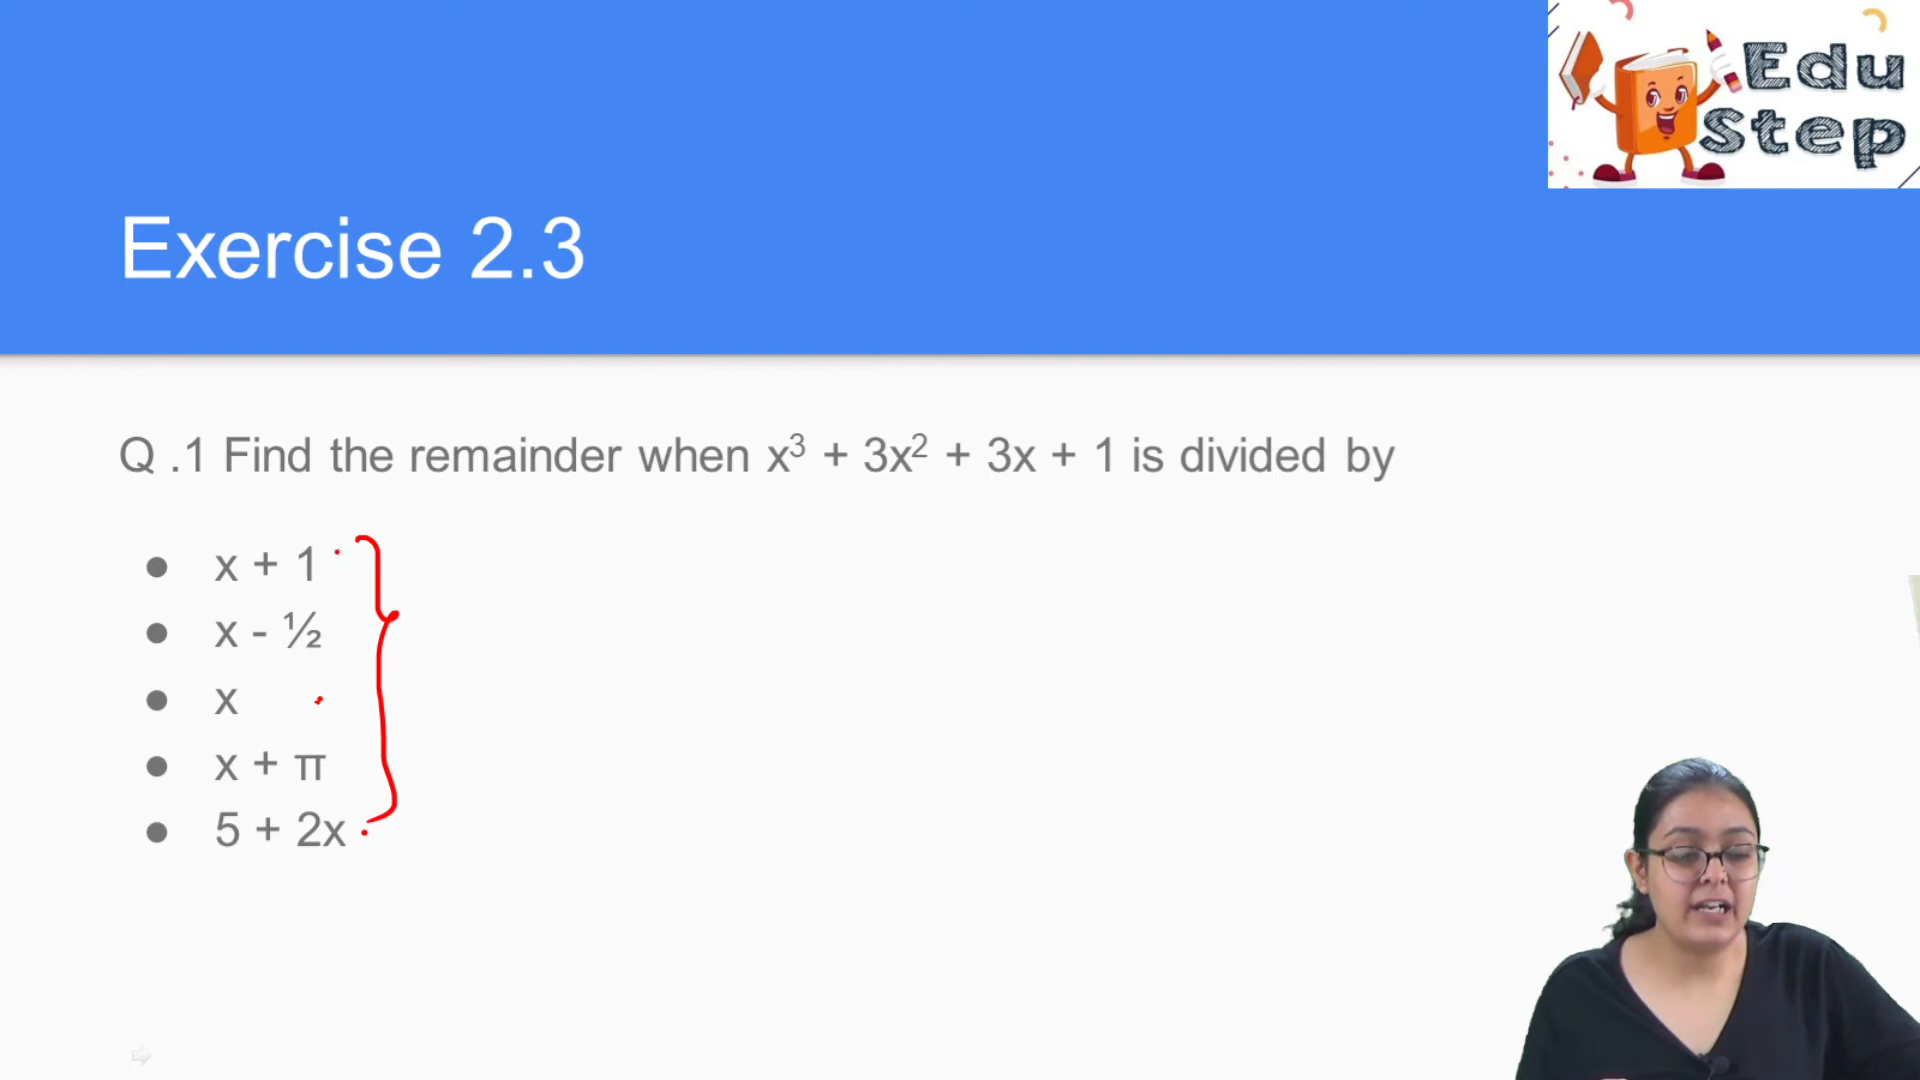 Edu
Step
Exercise 2.3
Q .1 Find the remainder when x³ + 3x² + 3x + 1 is divided by
● x + 1
● x - ½
● x
● x + π
● 5 + 2x